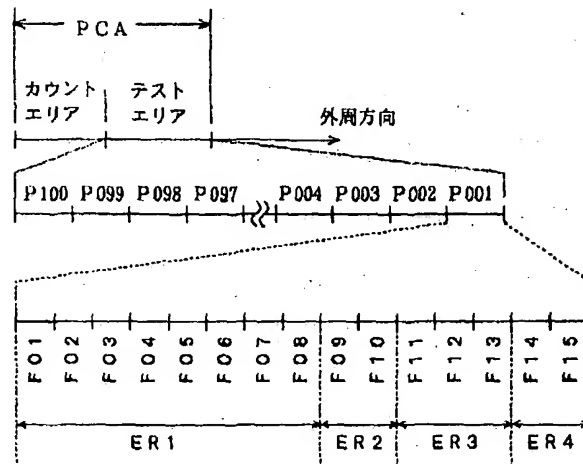 PCA
カウント エリア
テスト エリア
外周方向
P100 P099 P098 P097 P004 P003 P002 P001
F01 F02 F03 F04 F05 F06 F07 F08 F09 F10 F11 F12 F13 F14 F15
ER1 ER2 ER3 ER4